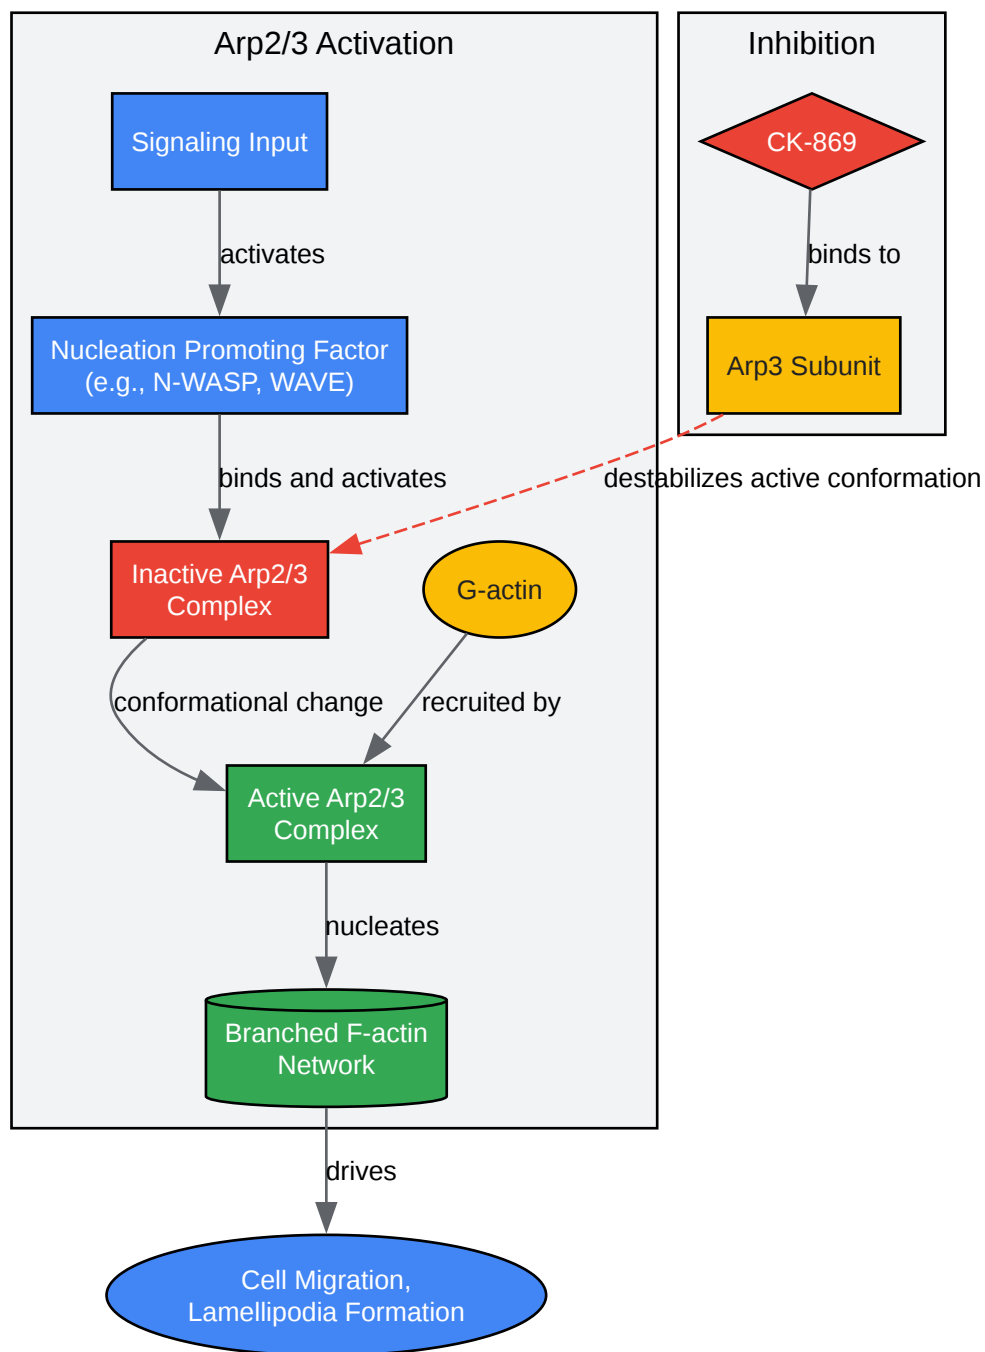 Arp2/3 Activation
Inhibition
Signaling Input
CK-869
activates
binds to
Nucleation Promoting Factor
(e.g., N-WASP, WAVE)
Arp3 Subunit
binds and activates
destabilizes active conformation
Inactive Arp2/3
Complex
G-actin
conformational change
recruited by
Active Arp2/3
Complex
nucleates
Branched F-actin
Network
drives
Cell Migration,
Lamellipodia Formation